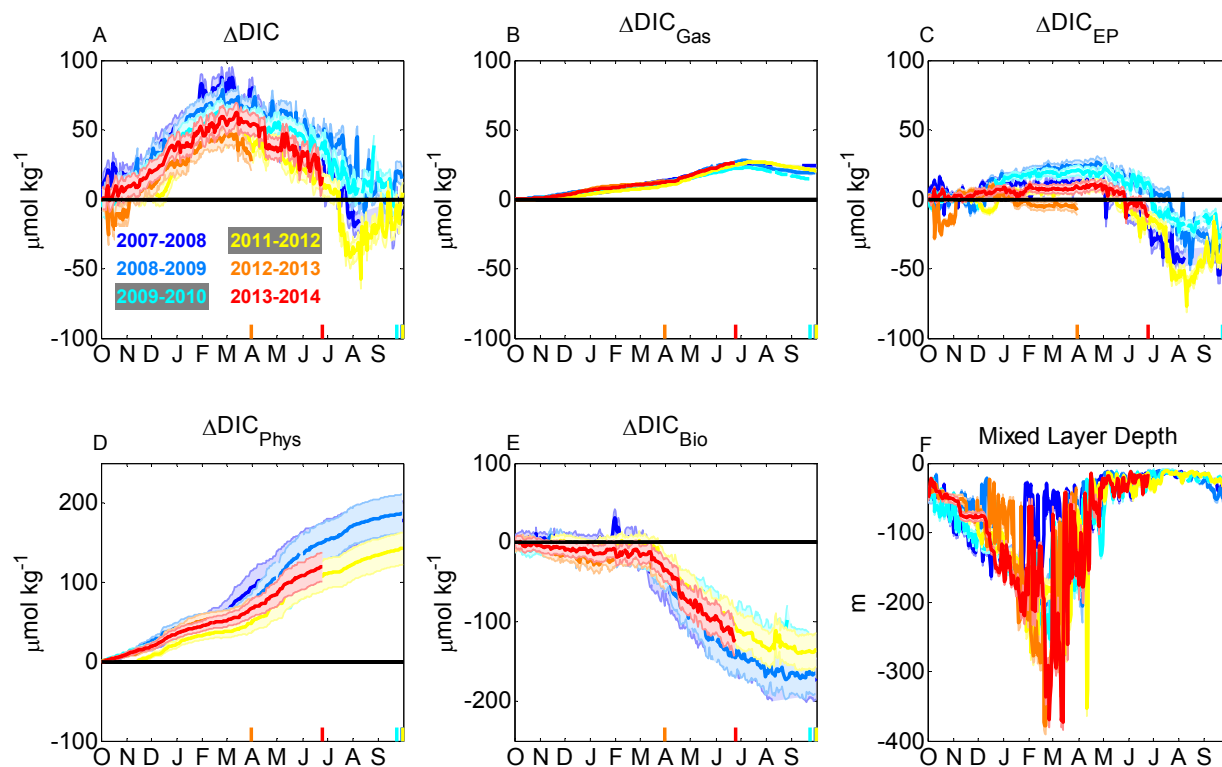 A ΔDIC
100
50
0
-50
-100
μmol kg-1
2007-2008 2011-2012
2008-2009 2012-2013
2009-2010 2013-2014
O N D J F M A M J J A S
B ΔDICGas
100
50
0
-50
-100
μmol kg-1
O N D J F M A M J J A S
C ΔDICEP
100
50
0
-50
-100
μmol kg-1
O N D J F M A M J J A S
D ΔDICPhys
200
100
0
-100
μmol kg-1
O N D J F M A M J J A S
E ΔDICBio
100
0
-100
-200
μmol kg-1
O N D J F M A M J J A S
F Mixed Layer Depth
0
-100
-200
-300
-400
m
O N D J F M A M J J A S